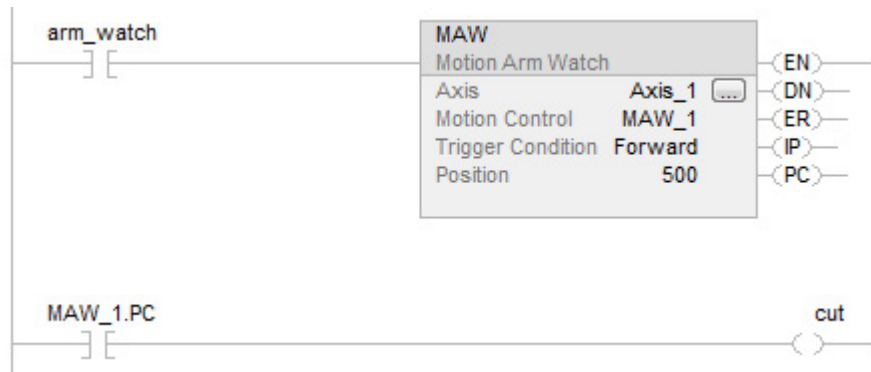 arm_watch
MAW
Motion Arm Watch
EN
Axis Axis_1 ...
DN
Motion Control MAW_1
ER
Trigger Condition Forward
IP
Position 500
PC
MAW_1.PC cut